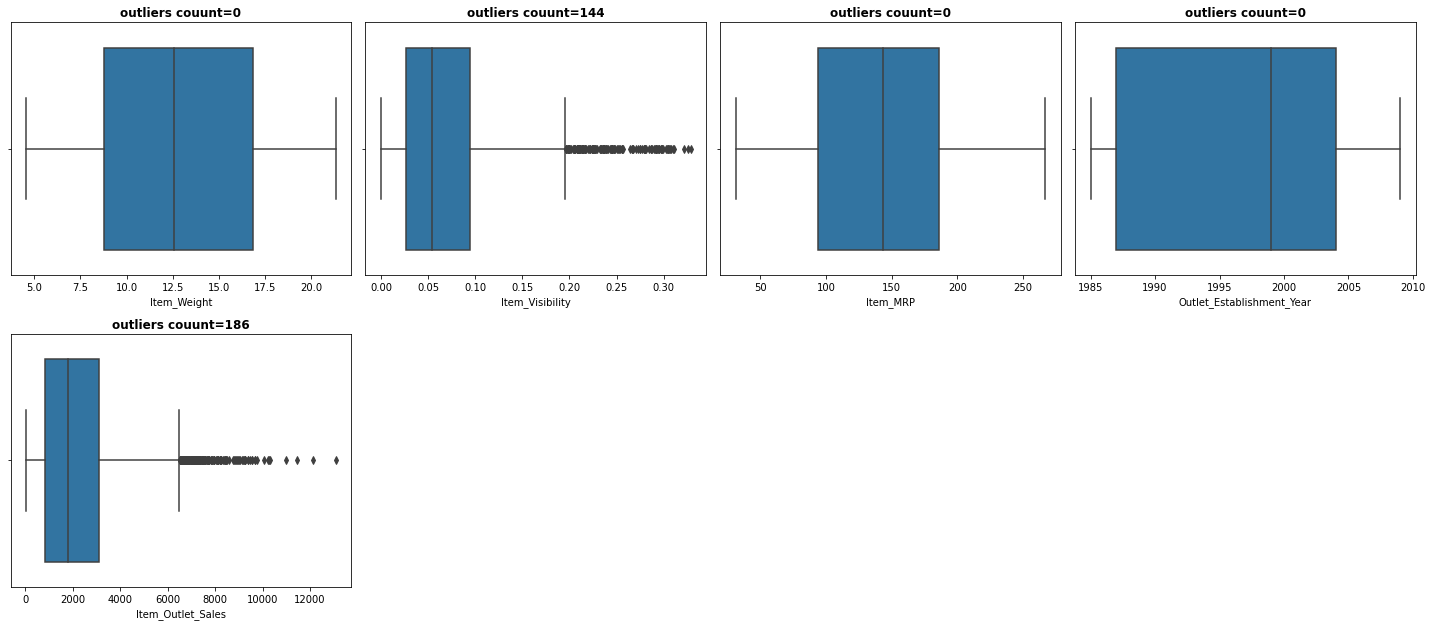 outliers couunt=0
outliers couunt=144
outliers couunt=0
outliers couunt=0
5.0 7.5 10.0 12.5 15.0 17.5 20.0
0.00 0.05 0.10 0.15 0.20 0.25 0.30
50 100 150 200 250
1985 1990 1995 2000 2005 2010
Item_Weight
Item_Visibility
Item_MRP
Outlet_Establishment_Year
outliers couunt=186
0 2000 4000 6000 8000 10000 12000
Item_Outlet_Sales